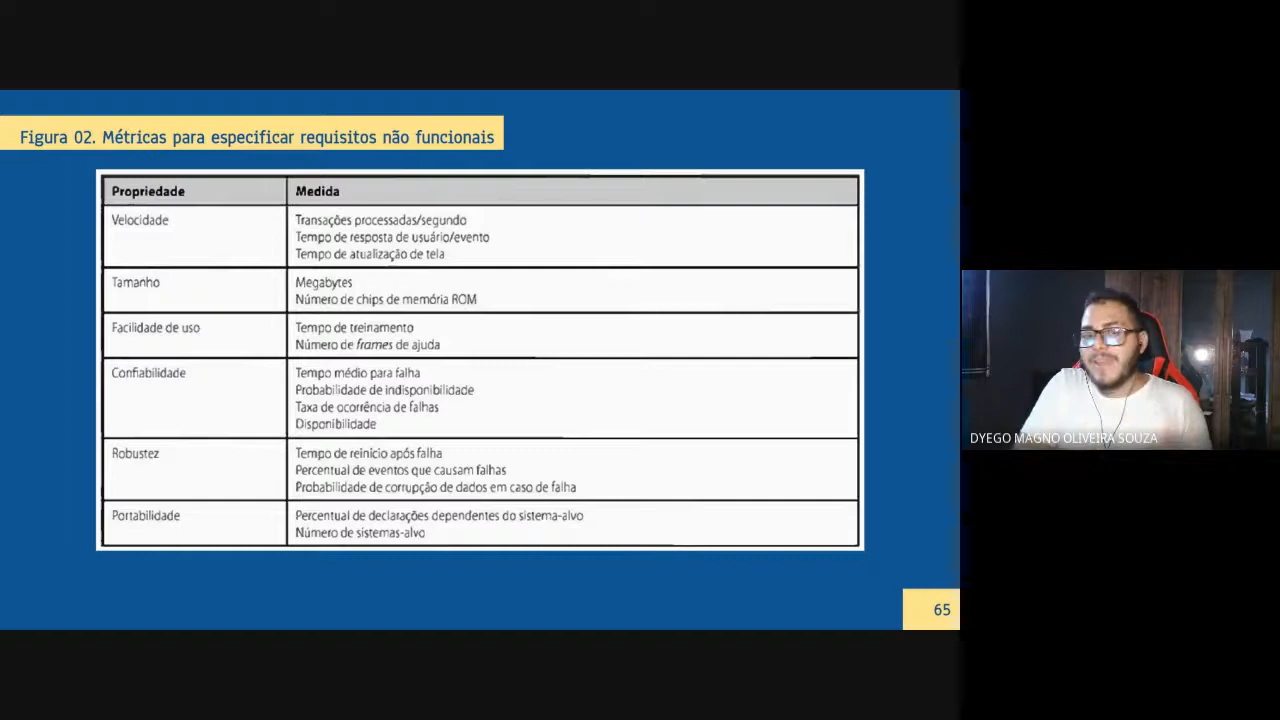 Figura 02. Métricas para especificar requisitos não funcionais
Propriedade Medida
Velocidade Transações processadas/segundo
Tempo de resposta de usuário/evento
Tempo de atualização de tela
Tamanho Megabytes
Número de chips de memória ROM
Facilidade de uso Tempo de treinamento
Número de frames de ajuda
Confiabilidade Tempo médio para falha
Probabilidade de indisponibilidade
Taxa de ocorrência de falhas
Disponibilidade
Robustez Tempo de reinício após falha
Percentual de eventos que causam falhas
Probabilidade de corrupção de dados em caso de falha
Portabilidade Percentual de declarações dependentes do sistema-alvo
Número de sistemas-alvo
65
DYEGO MAGNO OLIVEIRA SOUZA